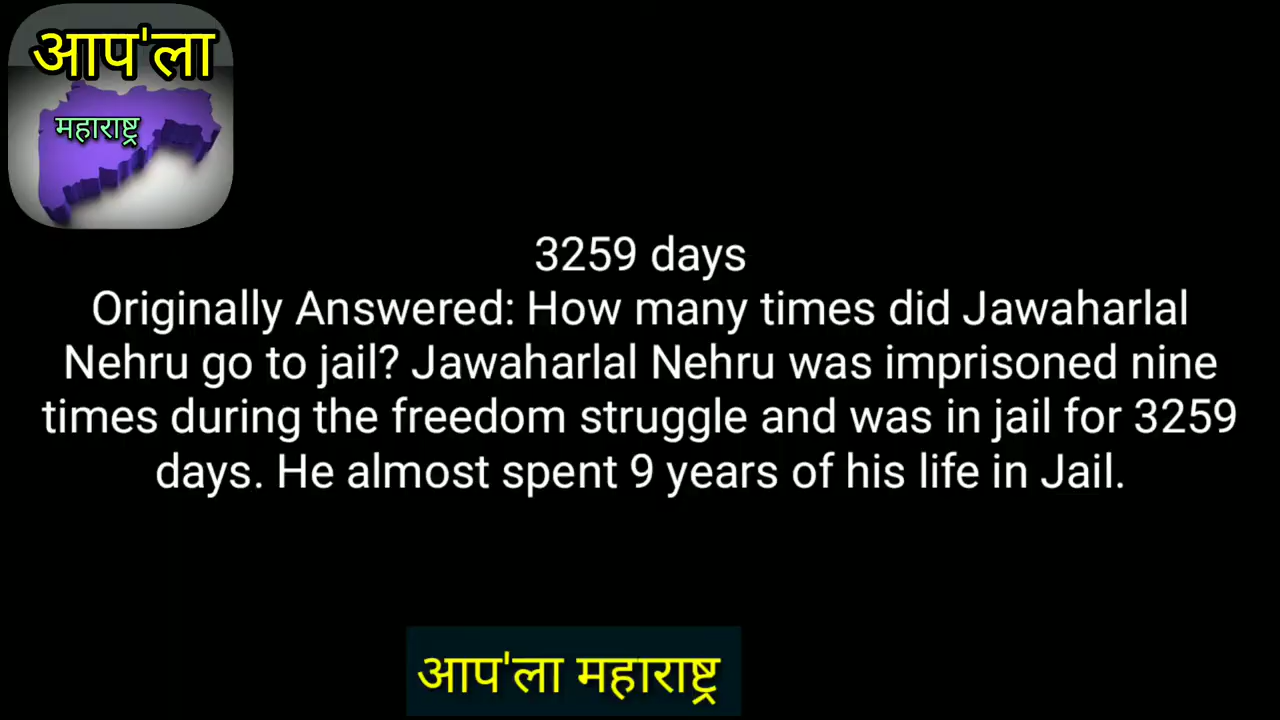 आप'ला
महाराष्ट्र
3259 days
Originally Answered: How many times did Jawaharlal
Nehru go to jail? Jawaharlal Nehru was imprisoned nine
times during the freedom struggle and was in jail for 3259
days. He almost spent 9 years of his life in Jail.
आप'ला महाराष्ट्र